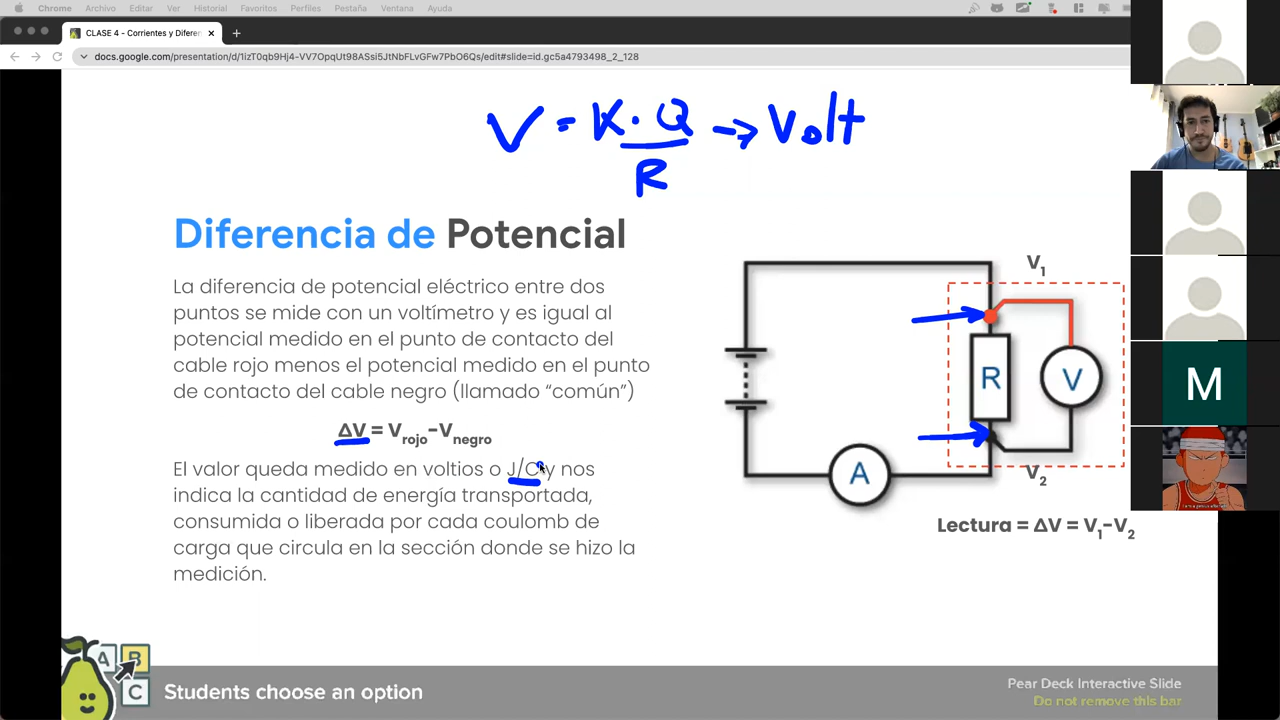 Chrome Archivo Editar Ver Historial Favoritos Perfiles Pestaña Ventana Ayuda
CLASE 4 - Corrientes y Diferen
docs.google.com/presentation/d/1izT0qb9Hj4-VV7OpqUt98ASsi5JtNbFLvGFw7PbO6Qs/edit#slide=id.gc5a4793498_2_128
V = K·Q → Volt
R
Diferencia de Potencial
La diferencia de potencial eléctrico entre dos
puntos se mide con un voltímetro y es igual al
potencial medido en el punto de contacto del
cable rojo menos el potencial medido en el punto
de contacto del cable negro (llamado “común”)
ΔV = Vrojo-Vnegro
El valor queda medido en voltios o J/C y nos
indica la cantidad de energía transportada,
consumida o liberada por cada coulomb de
carga que circula en la sección donde se hizo la
medición.
V1
R
V
A
V2
Lectura = ΔV = V1-V2
M
A B
C
Students choose an option
Pear Deck Interactive Slide
Do not remove this bar